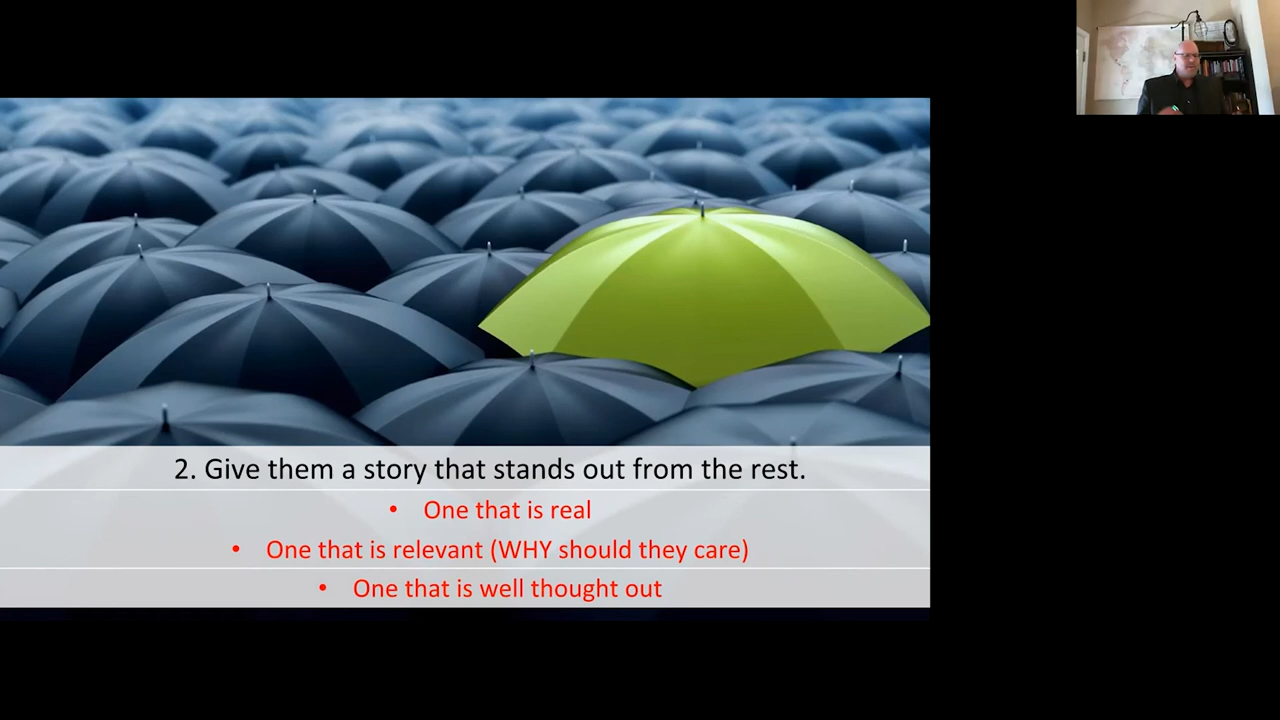 2. Give them a story that stands out from the rest.
• One that is real
• One that is relevant (WHY should they care)
• One that is well thought out